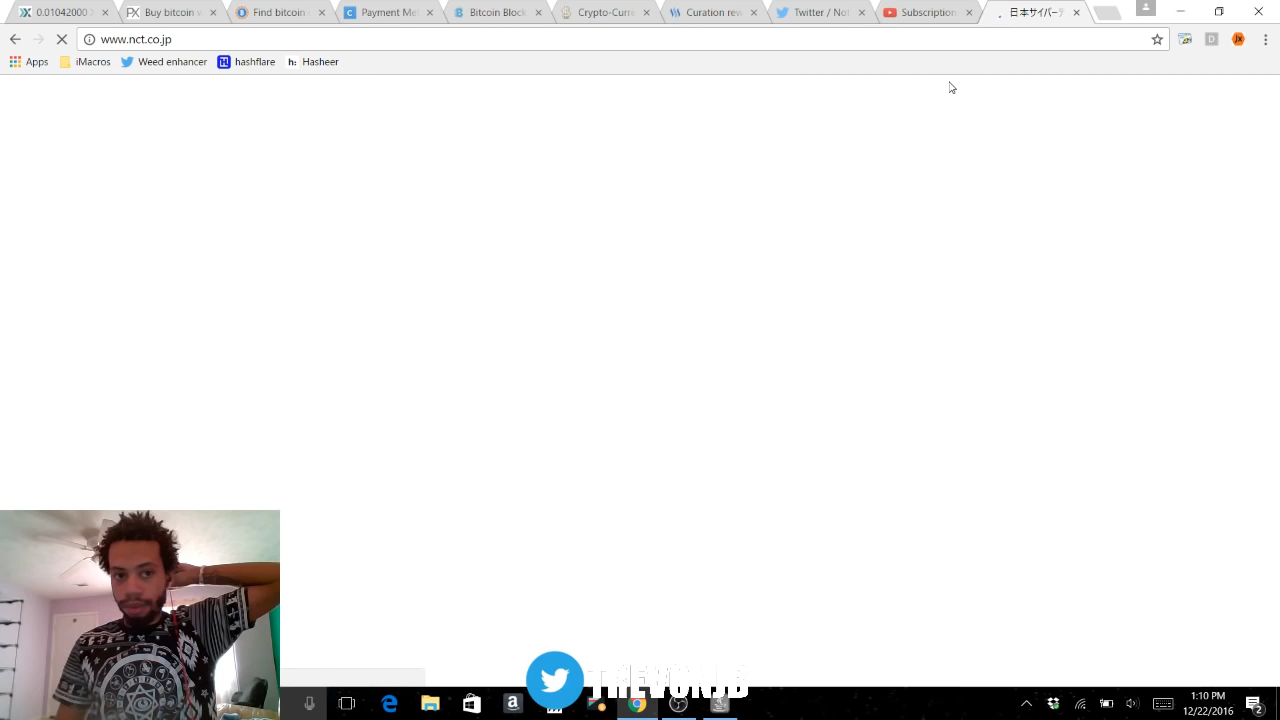 0.01042000
Buy bitcoin w
Find bitcoin
Payment Me
Bitcoin Block
Crypto-Curre
Curation rew
Twitter / Not
Subscription
日本サイバーテ
www.nct.co.jp
Apps
iMacros
Weed enhancer
hashflare
h: Hasheer
TREVONJB
1:10 PM
12/22/2016